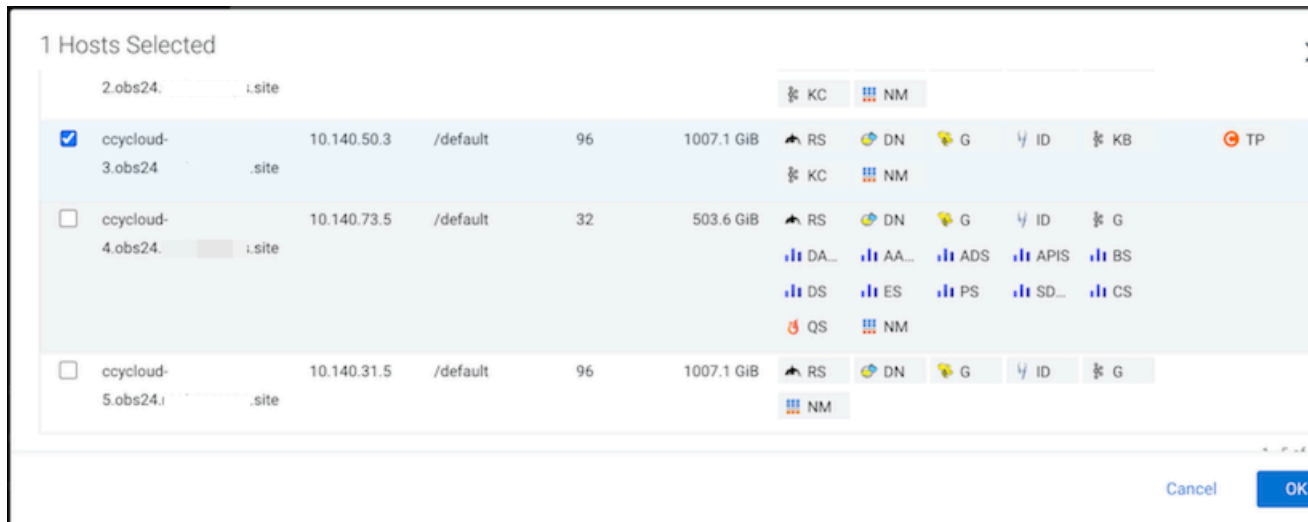 1 Hosts Selected
2.obs24. .site
KC NM
ccycloud- 10.140.50.3 /default 96 1007.1 GiB RS DN G ID KB TP
3.obs24 .site KC NM
ccycloud- 10.140.73.5 /default 32 503.6 GiB RS DN G ID G
4.obs24. .site DA... AA... ADS APIS BS
DS ES PS SD... CS
QS NM
ccycloud- 10.140.31.5 /default 96 1007.1 GiB RS DN G ID G
5.obs24. .site NM
Cancel OK